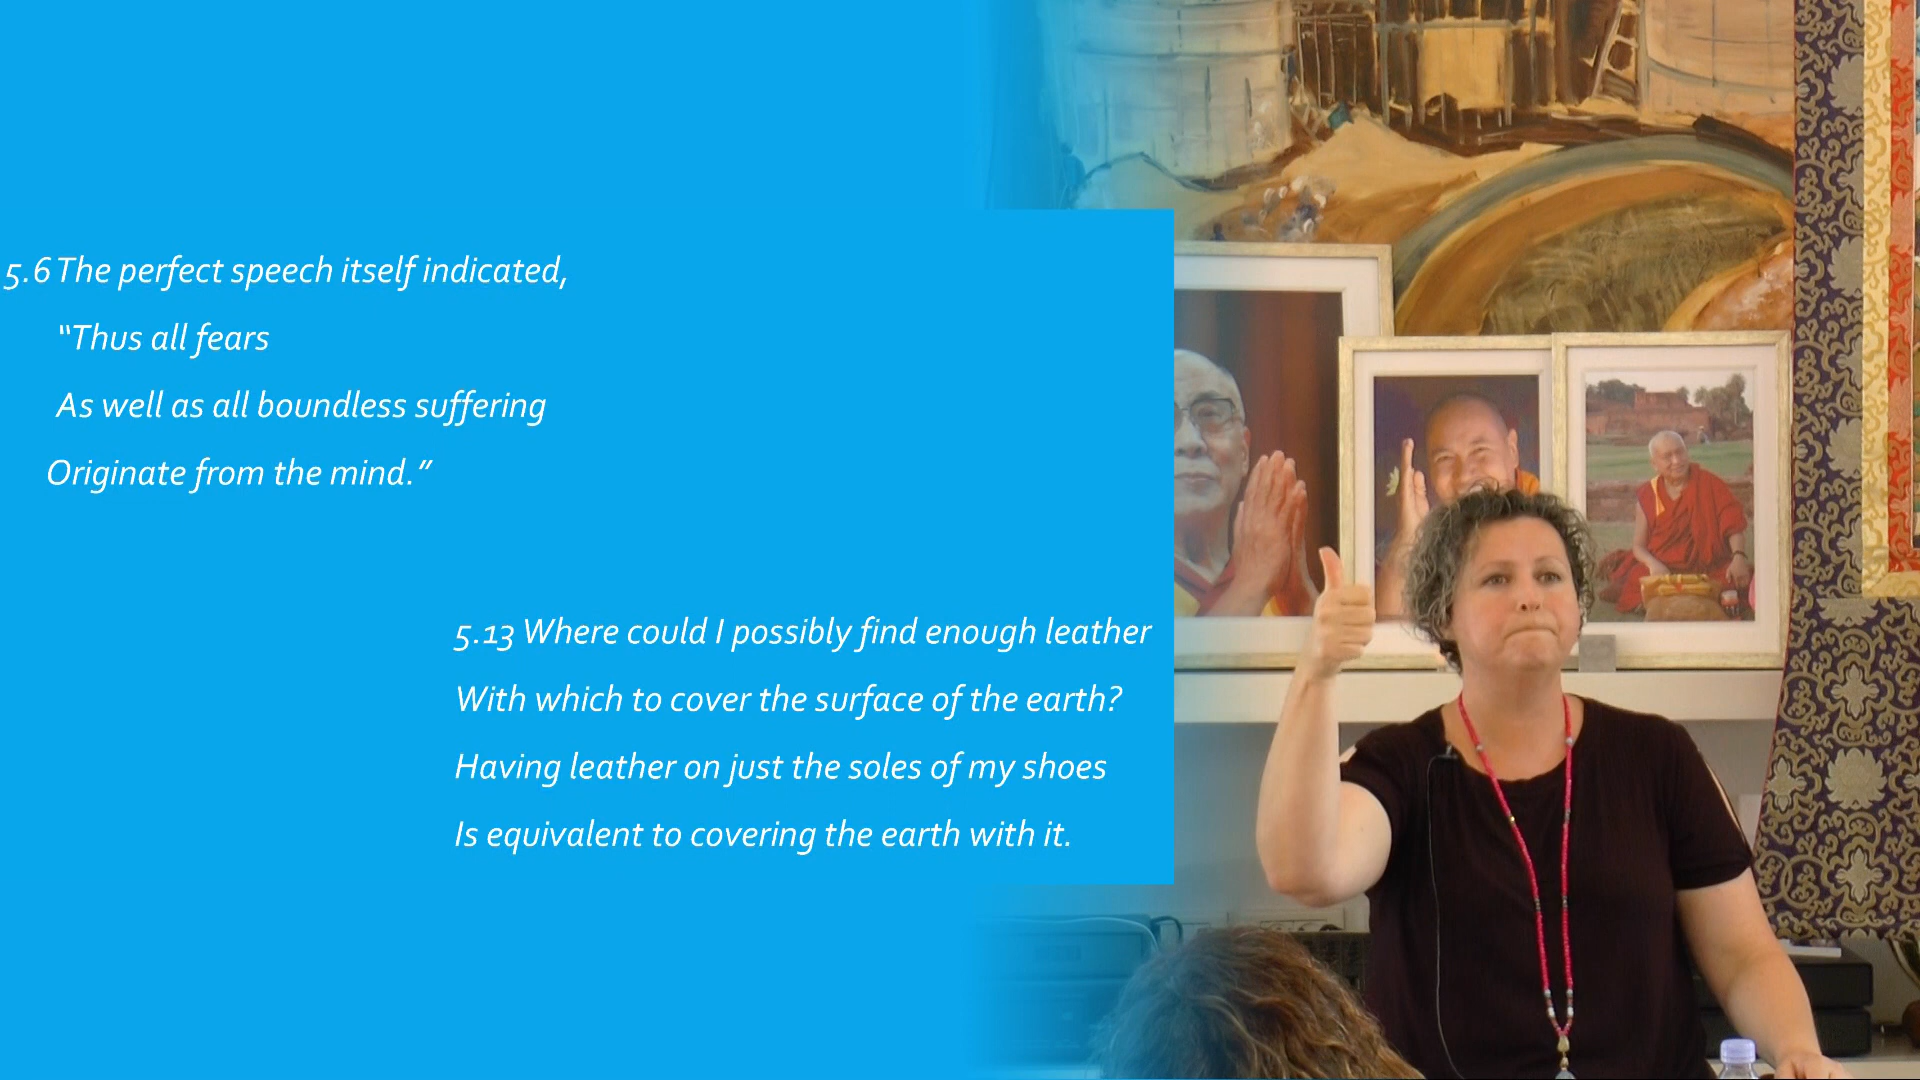 5.6 The perfect speech itself indicated,
“Thus all fears
As well as all boundless suffering
Originate from the mind.”
5.13 Where could I possibly find enough leather
With which to cover the surface of the earth?
Having leather on just the soles of my shoes
Is equivalent to covering the earth with it.